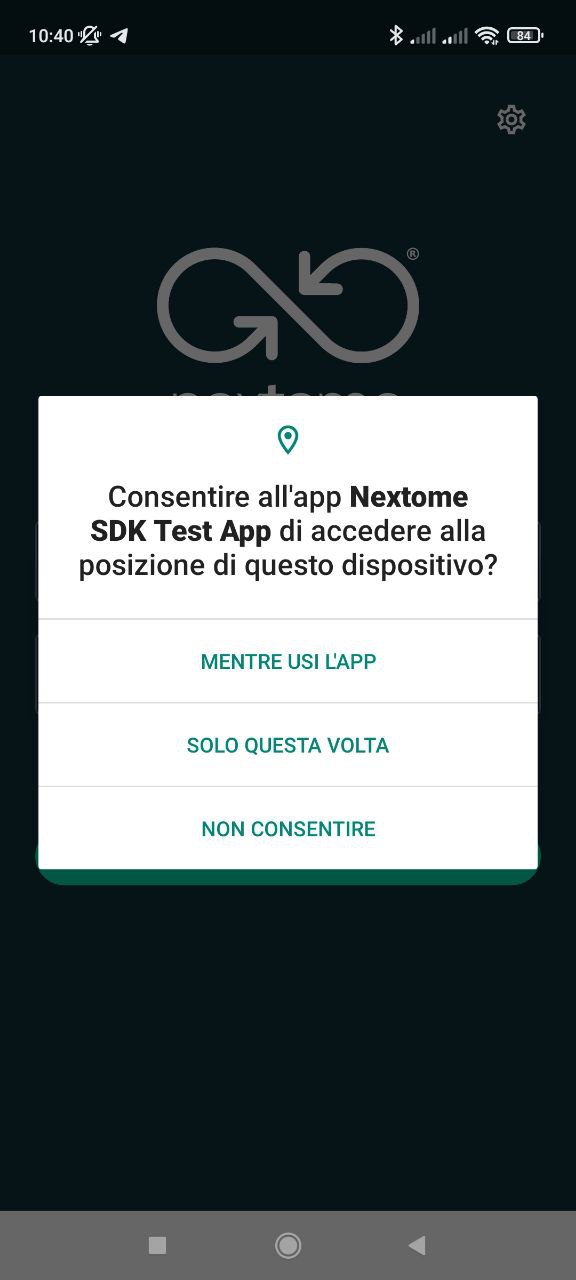 10:40
84
®
Consentire all'app Nextome
SDK Test App di accedere alla
posizione di questo dispositivo?
MENTRE USI L'APP
SOLO QUESTA VOLTA
NON CONSENTIRE